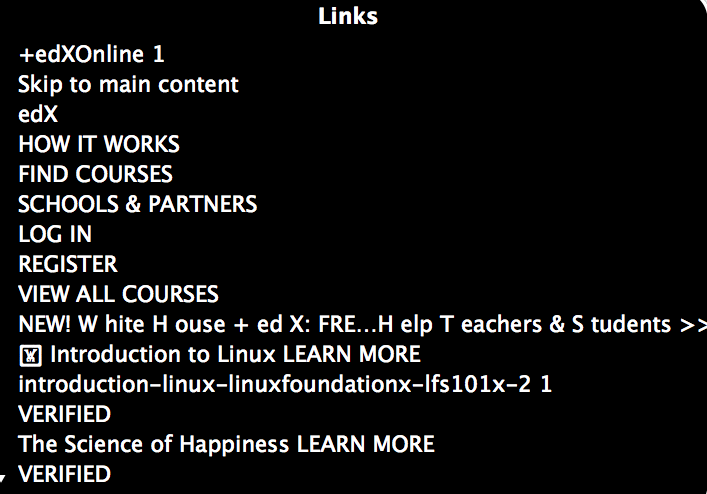 Links
+edXOnline 1
Skip to main content
edX
HOW IT WORKS
FIND COURSES
SCHOOLS & PARTNERS
LOG IN
REGISTER
VIEW ALL COURSES
NEW! W hite H ouse + ed X: FRE...H elp T eachers & S tudents >>
Introduction to Linux LEARN MORE
introduction-linux-linuxfoundationx-lfs101x-2 1
VERIFIED
The Science of Happiness LEARN MORE
VERIFIED